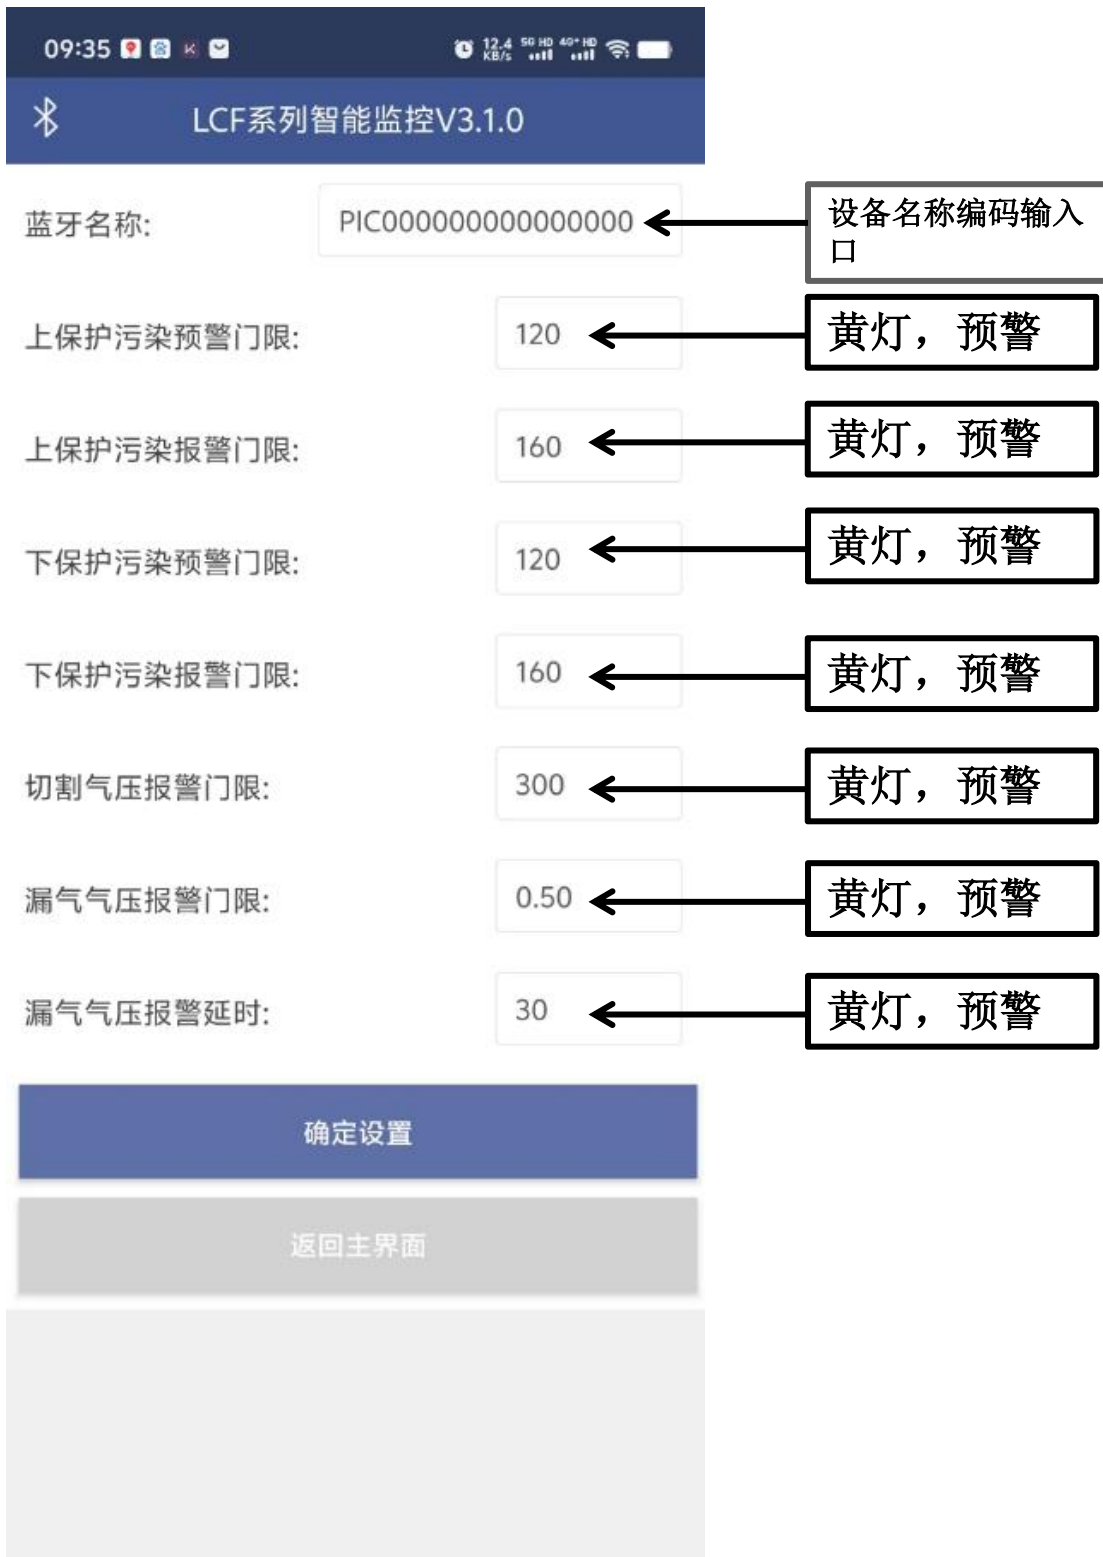 09:35
12.4 KB/s 5G HD 4G+ HD
LCF系列智能监控V3.1.0
蓝牙名称:
PIC000000000000000
设备名称编码输入
口
上保护污染预警门限:
120
黄灯，预警
上保护污染报警门限:
160
黄灯，预警
下保护污染预警门限:
120
黄灯，预警
下保护污染报警门限:
160
黄灯，预警
切割气压报警门限:
300
黄灯，预警
漏气气压报警门限:
0.50
黄灯，预警
漏气气压报警延时:
30
黄灯，预警
确定设置
返回主界面